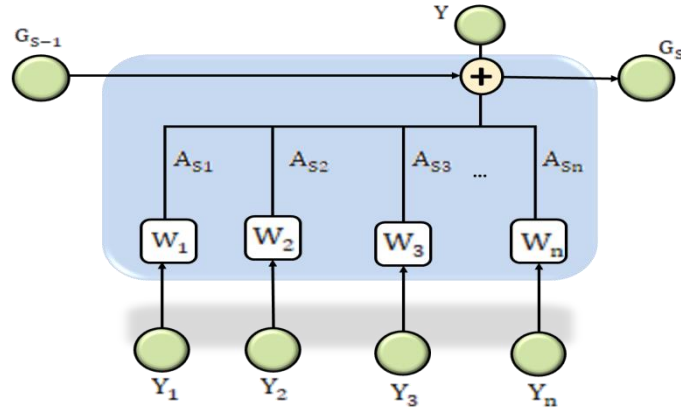 Y
G_{S-1}
G_S
+
A_{S1} A_{S2} A_{S3} ... A_{Sn}
W_1 W_2 W_3 W_n
Y_1 Y_2 Y_3 Y_n